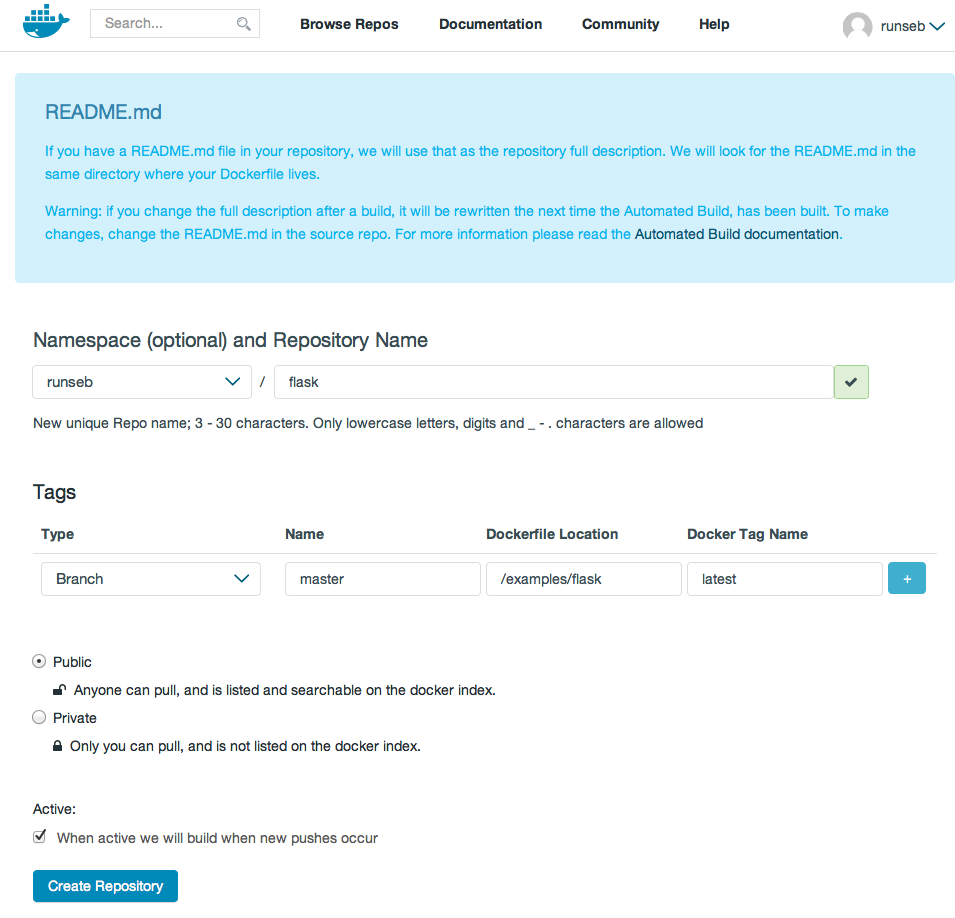 Search... Browse Repos Documentation Community Help runseb
README.md
If you have a README.md file in your repository, we will use that as the repository full description. We will look for the README.md in the
same directory where your Dockerfile lives.
Warning: if you change the full description after a build, it will be rewritten the next time the Automated Build, has been built. To make
changes, change the README.md in the source repo. For more information please read the Automated Build documentation.
Namespace (optional) and Repository Name
runseb / flask
New unique Repo name; 3 - 30 characters. Only lowercase letters, digits and _ - . characters are allowed
Tags
Type Name Dockerfile Location Docker Tag Name
Branch master /examples/flask latest +
Public
Anyone can pull, and is listed and searchable on the docker index.
Private
Only you can pull, and is not listed on the docker index.
Active:
When active we will build when new pushes occur
Create Repository